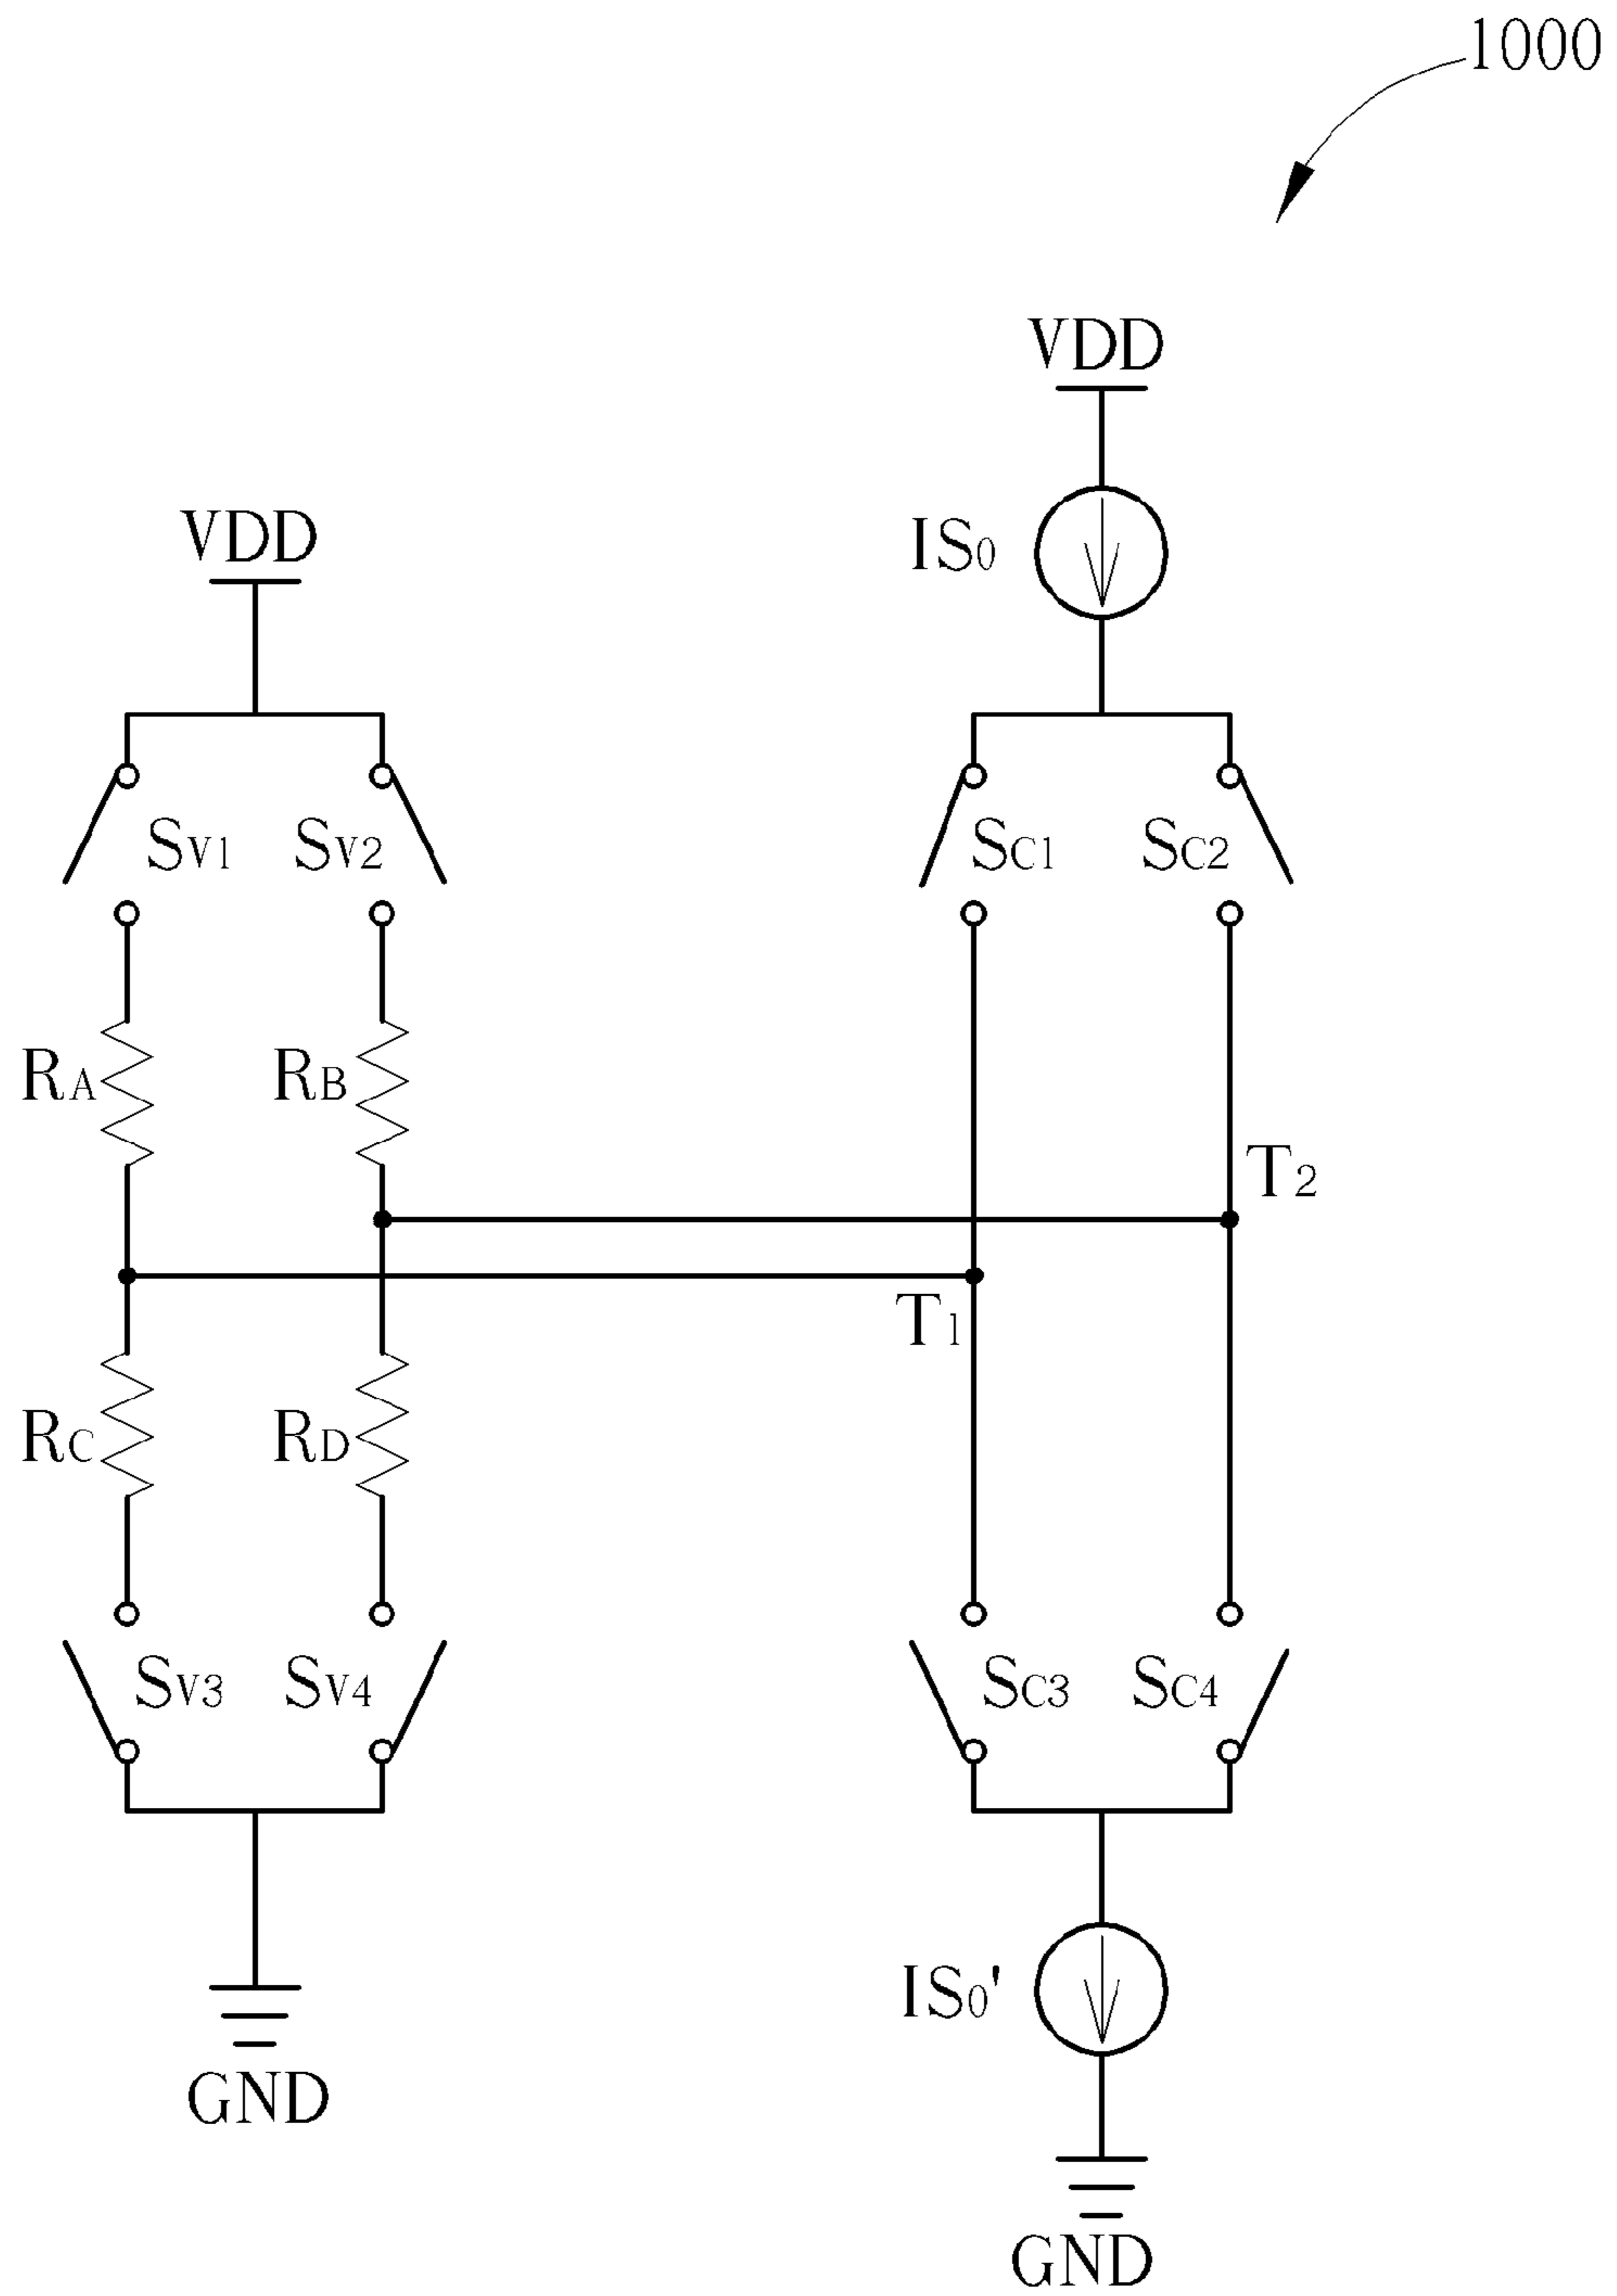 1000
VDD
IS0
VDD
SV1 SV2 SC1 SC2
RA RB
T2
T1
RC RD
SV3 SV4 SC3 SC4
IS0'
GND
GND